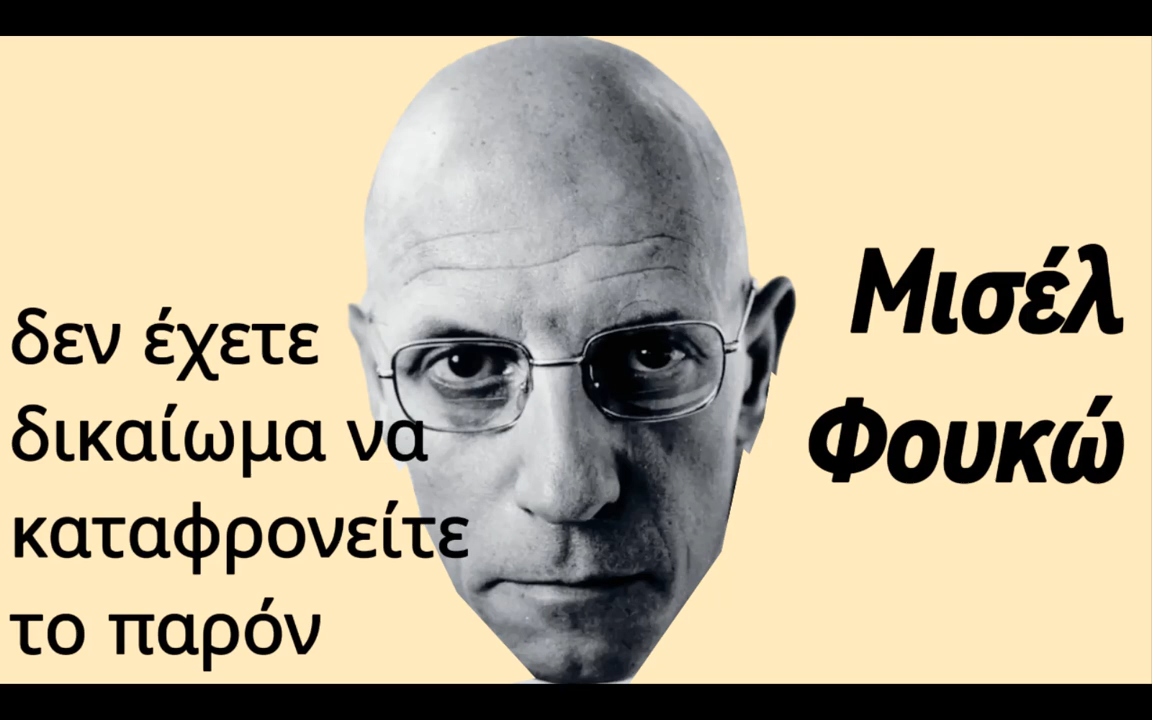 δεν έχετε
δικαίωμα να
καταφρονείτε
το παρόν
Μισέλ
Φουκώ